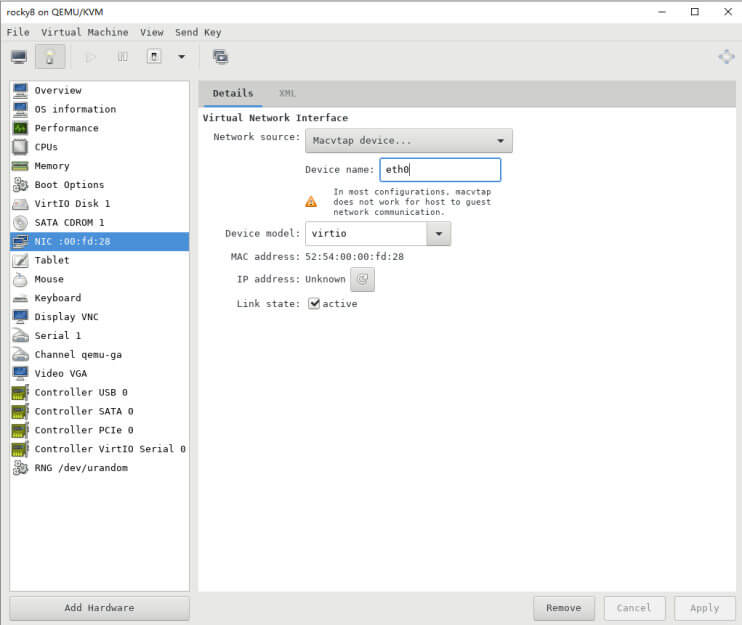 rocky8 on QEMU/KVM
File Virtual Machine View Send Key
Overview
OS information
Performance
CPUs
Memory
Boot Options
VirtIO Disk 1
SATA CDROM 1
NIC :00:fd:28
Tablet
Mouse
Keyboard
Display VNC
Serial 1
Channel qemu-ga
Video VGA
Controller USB 0
Controller SATA 0
Controller PCIe 0
Controller VirtIO Serial 0
RNG /dev/urandom
Add Hardware
Details XML
Virtual Network Interface
Network source: Macvtap device...
Device name: eth0
In most configurations, macvtap
does not work for host to guest
network communication.
Device model: virtio
MAC address: 52:54:00:00:fd:28
IP address: Unknown
Link state: active
Remove Cancel Apply